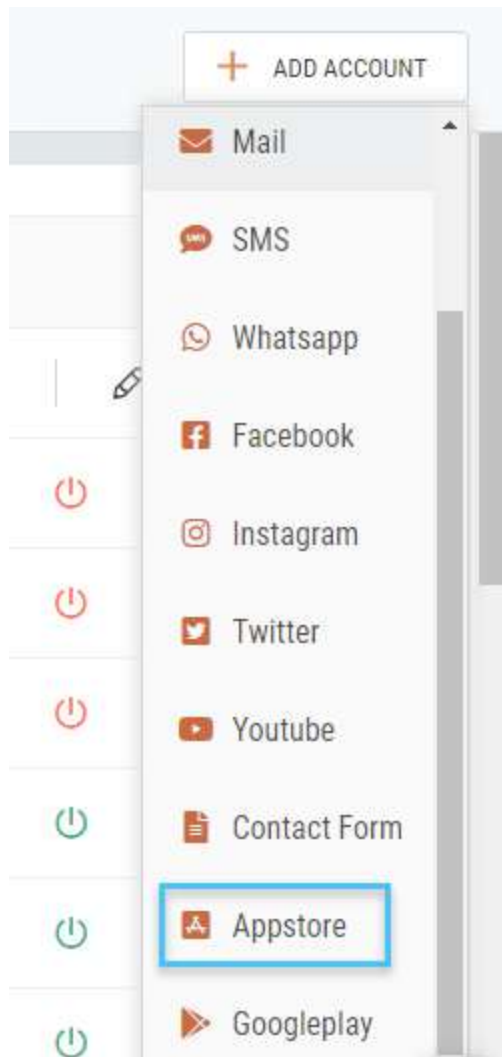 ADD ACCOUNT
Mail
SMS
Whatsapp
Facebook
Instagram
Twitter
Youtube
Contact Form
Appstore
Googleplay